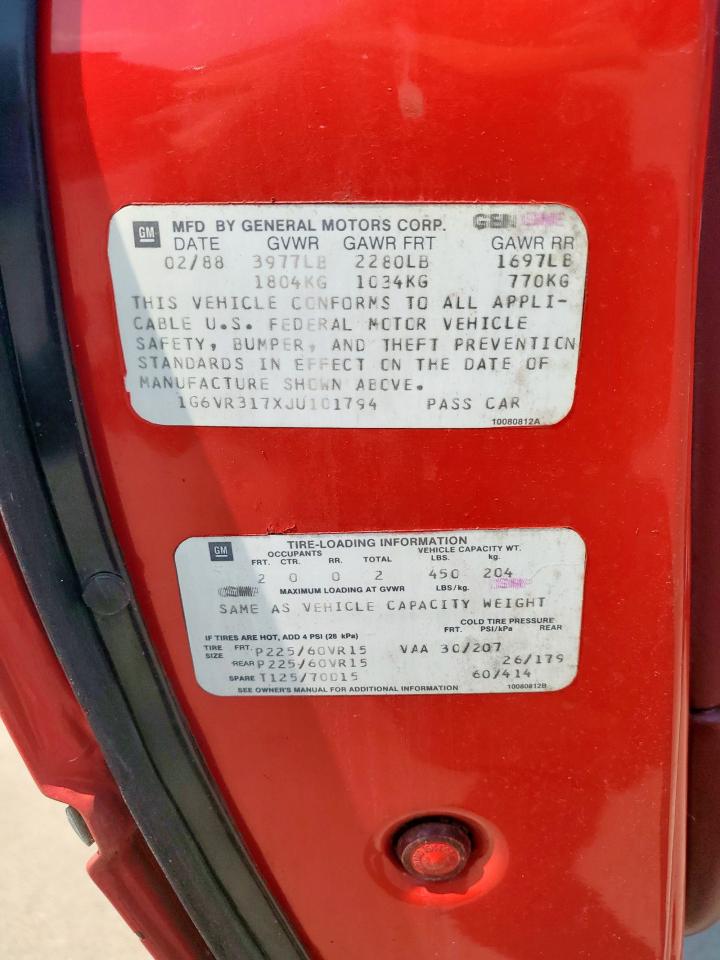 GM
MFD BY GENERAL MOTORS CORP. GEN
DATE GVWR GAWR FRT GAWR RR
02/88 3977LB 2280LB 1697LB
1804KG 1034KG 770KG
THIS VEHICLE CONFORMS TO ALL APPLI-
CABLE U.S. FEDERAL MOTOR VEHICLE
SAFETY, BUMPER, AND THEFT PREVENTION
STANDARDS IN EFFECT ON THE DATE OF
MANUFACTURE SHOWN ABOVE.
1G6VR317XJU101794 PASS CAR
10080812A
GM
TIRE-LOADING INFORMATION
OCCUPANTS VEHICLE CAPACITY WT.
FRT. CTR. RR. TOTAL LBS. kg.
2 0 0 2 450 204
MAXIMUM LOADING AT GVWR LBS/kg.
SAME AS VEHICLE CAPACITY WEIGHT
COLD TIRE PRESSURE
IF TIRES ARE HOT, ADD 4 PSI (28 kPa) FRT. PSI/kPa REAR
TIRE SIZE FRT. P225/60VR15 VAA 30/207
REAR P225/60VR15 26/179
SPARE T125/70D15 60/414
SEE OWNER'S MANUAL FOR ADDITIONAL INFORMATION 10080812B